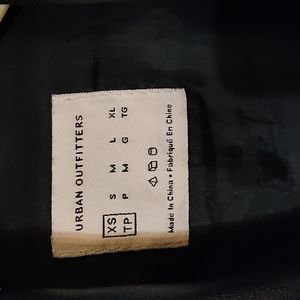 URBAN OUTFITTERS
XS S M L XL
TP P M G TG
Made In China • Fabriqué En Chine